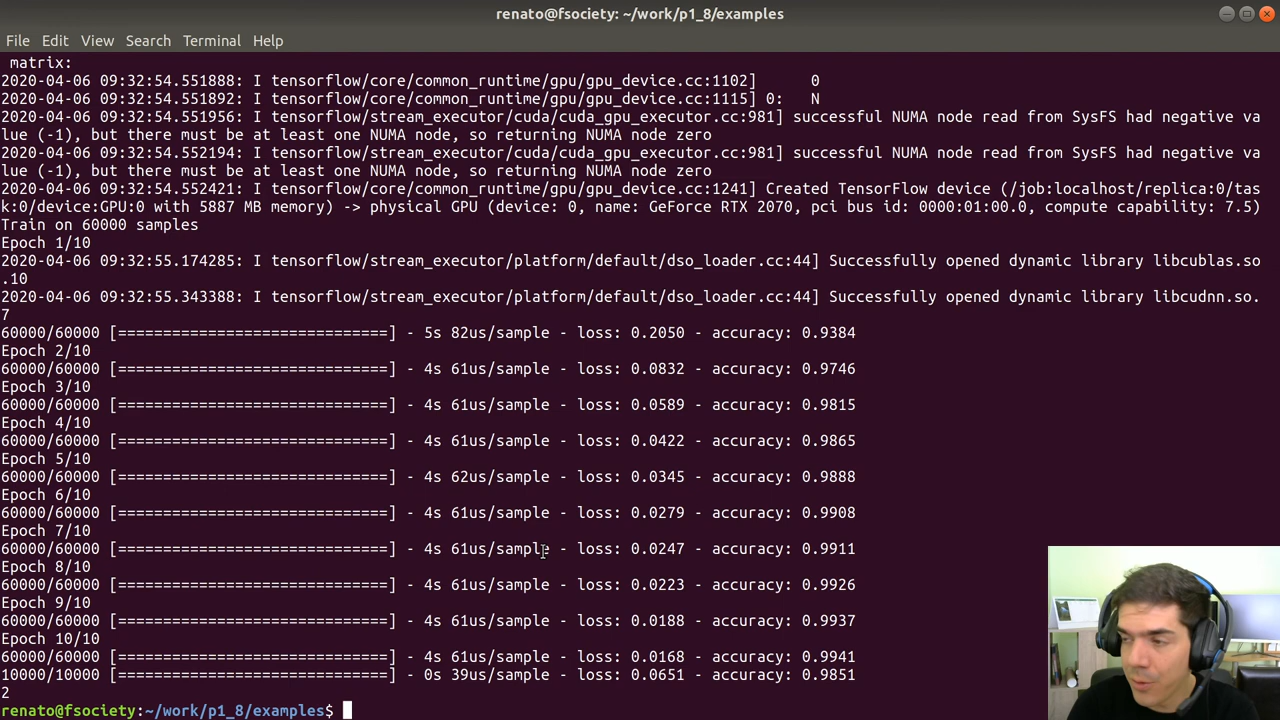 renato@fsociety: ~/work/p1_8/examples
File Edit View Search Terminal Help
 matrix:
2020-04-06 09:32:54.551888: I tensorflow/core/common_runtime/gpu/gpu_device.cc:1102]      0
2020-04-06 09:32:54.551892: I tensorflow/core/common_runtime/gpu/gpu_device.cc:1115] 0:   N
2020-04-06 09:32:54.551956: I tensorflow/stream_executor/cuda/cuda_gpu_executor.cc:981] successful NUMA node read from SysFS had negative va
lue (-1), but there must be at least one NUMA node, so returning NUMA node zero
2020-04-06 09:32:54.552194: I tensorflow/stream_executor/cuda/cuda_gpu_executor.cc:981] successful NUMA node read from SysFS had negative va
lue (-1), but there must be at least one NUMA node, so returning NUMA node zero
2020-04-06 09:32:54.552421: I tensorflow/core/common_runtime/gpu/gpu_device.cc:1241] Created TensorFlow device (/job:localhost/replica:0/tas
k:0/device:GPU:0 with 5887 MB memory) -> physical GPU (device: 0, name: GeForce RTX 2070, pci bus id: 0000:01:00.0, compute capability: 7.5)
Train on 60000 samples
Epoch 1/10
2020-04-06 09:32:55.174285: I tensorflow/stream_executor/platform/default/dso_loader.cc:44] Successfully opened dynamic library libcublas.so
.10
2020-04-06 09:32:55.343388: I tensorflow/stream_executor/platform/default/dso_loader.cc:44] Successfully opened dynamic library libcudnn.so.
7
60000/60000 [==============================] - 5s 82us/sample - loss: 0.2050 - accuracy: 0.9384
Epoch 2/10
60000/60000 [==============================] - 4s 61us/sample - loss: 0.0832 - accuracy: 0.9746
Epoch 3/10
60000/60000 [==============================] - 4s 61us/sample - loss: 0.0589 - accuracy: 0.9815
Epoch 4/10
60000/60000 [==============================] - 4s 61us/sample - loss: 0.0422 - accuracy: 0.9865
Epoch 5/10
60000/60000 [==============================] - 4s 62us/sample - loss: 0.0345 - accuracy: 0.9888
Epoch 6/10
60000/60000 [==============================] - 4s 61us/sample - loss: 0.0279 - accuracy: 0.9908
Epoch 7/10
60000/60000 [==============================] - 4s 61us/sample - loss: 0.0247 - accuracy: 0.9911
Epoch 8/10
60000/60000 [==============================] - 4s 61us/sample - loss: 0.0223 - accuracy: 0.9926
Epoch 9/10
60000/60000 [==============================] - 4s 61us/sample - loss: 0.0188 - accuracy: 0.9937
Epoch 10/10
60000/60000 [==============================] - 4s 61us/sample - loss: 0.0168 - accuracy: 0.9941
10000/10000 [==============================] - 0s 39us/sample - loss: 0.0651 - accuracy: 0.9851
2
renato@fsociety:~/work/p1_8/examples$